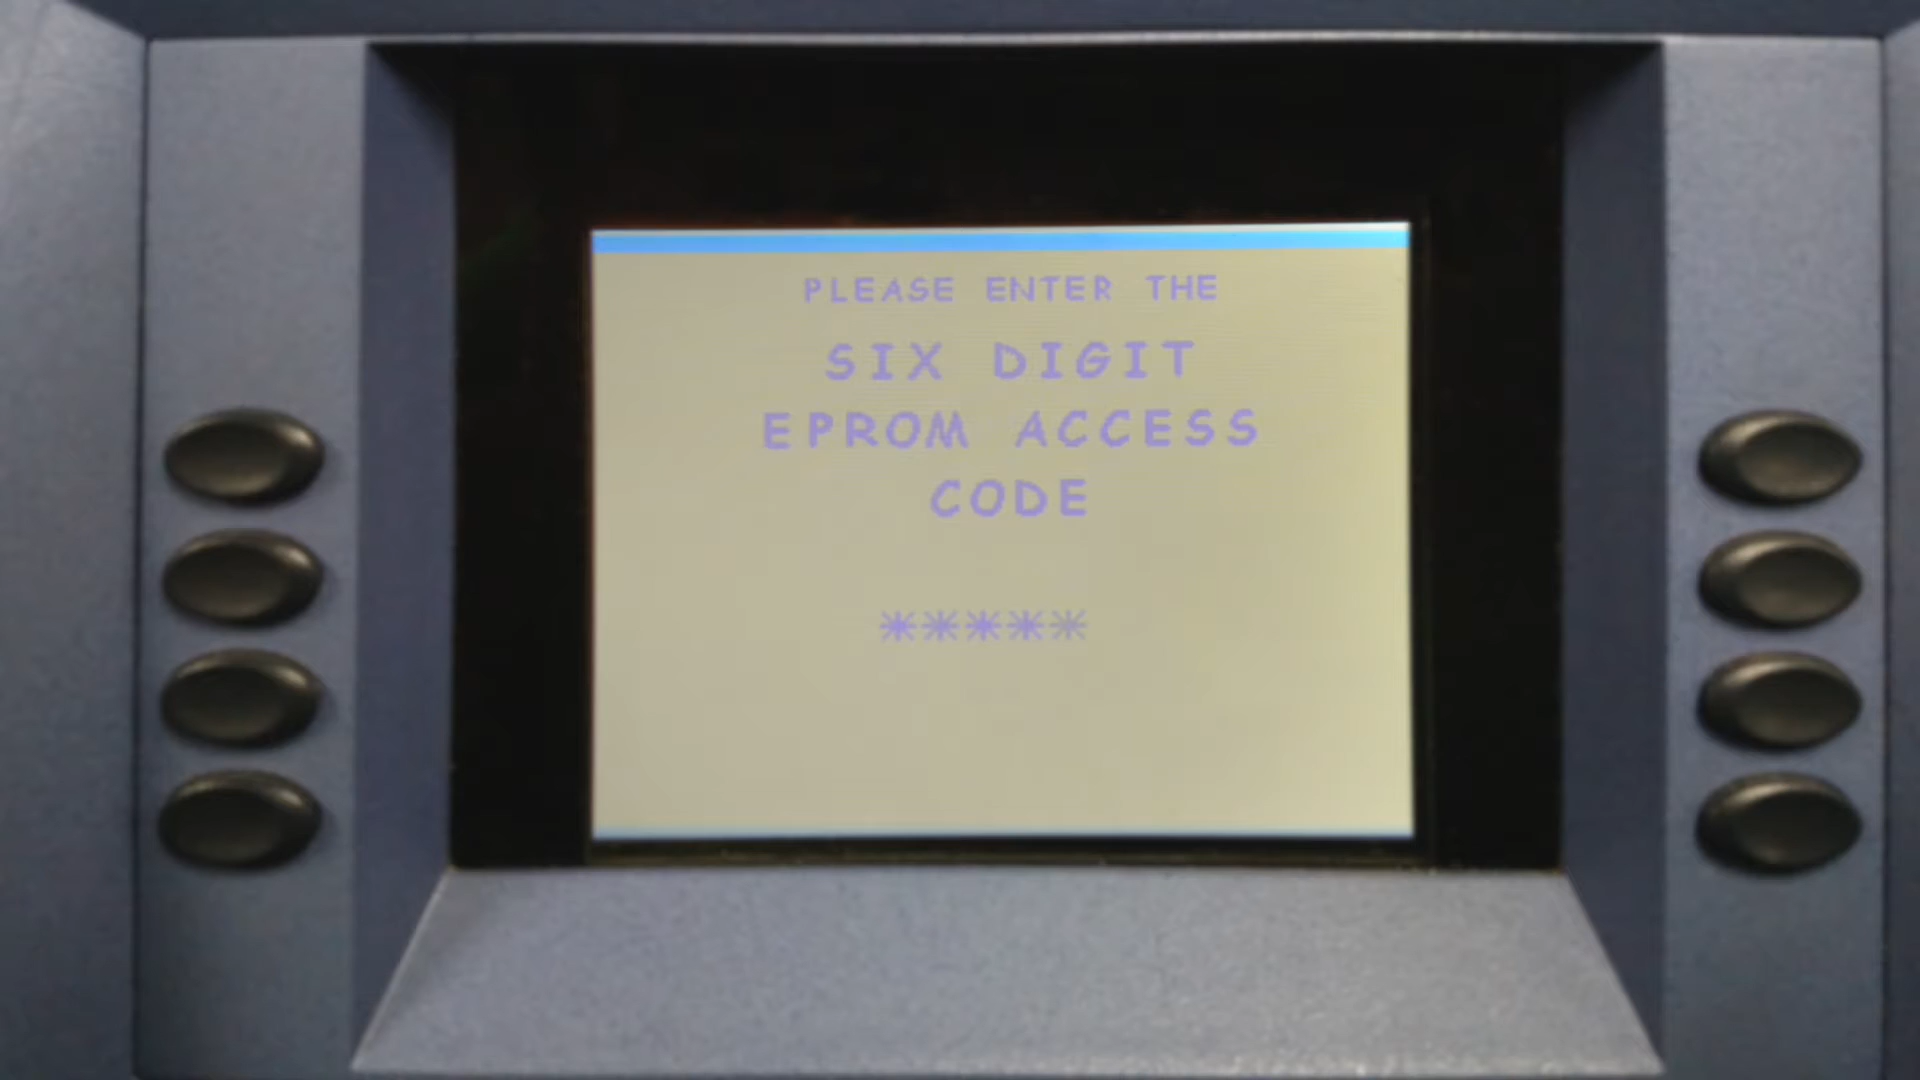 PLEASE ENTER THE
SIX DIGIT
EPROM ACCESS
CODE
*****